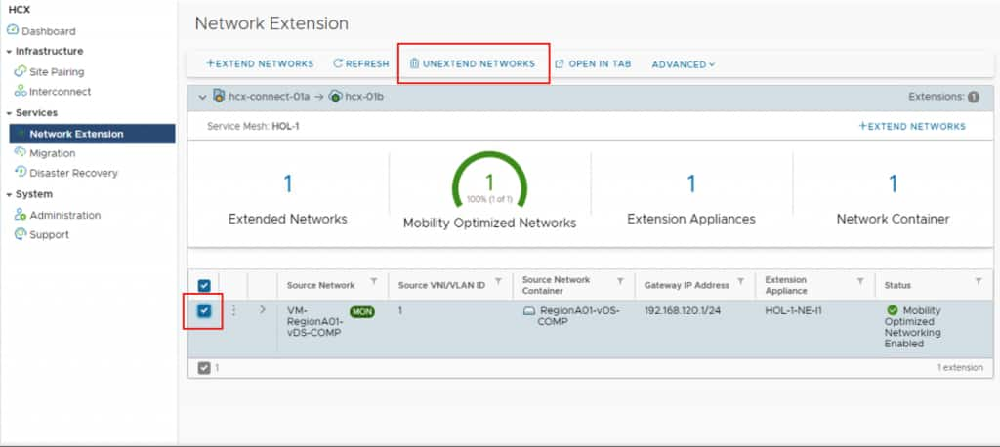 HCX
Dashboard
Infrastructure
Site Pairing
Interconnect
Services
Network Extension
Migration
Disaster Recovery
System
Administration
Support
Network Extension
+EXTEND NETWORKS REFRESH UNEXTEND NETWORKS OPEN IN TAB ADVANCED
hcx-connect-01a → hcx-01b Extensions: 1
Service Mesh: HOL-1 +EXTEND NETWORKS
1
Extended Networks
1
100% (1 of 1)
Mobility Optimized Networks
1
Extension Appliances
1
Network Container
Source Network
Source VNI/VLAN ID
Source Network
Container
Gateway IP Address
Extension
Appliance
Status
VM-
RegionA01-
vDS-COMP
MON
1
RegionA01-vDS-
COMP
192.168.120.1/24
HOL-1-NE-I1
Mobility
Optimized
Networking
Enabled
1
1 extension